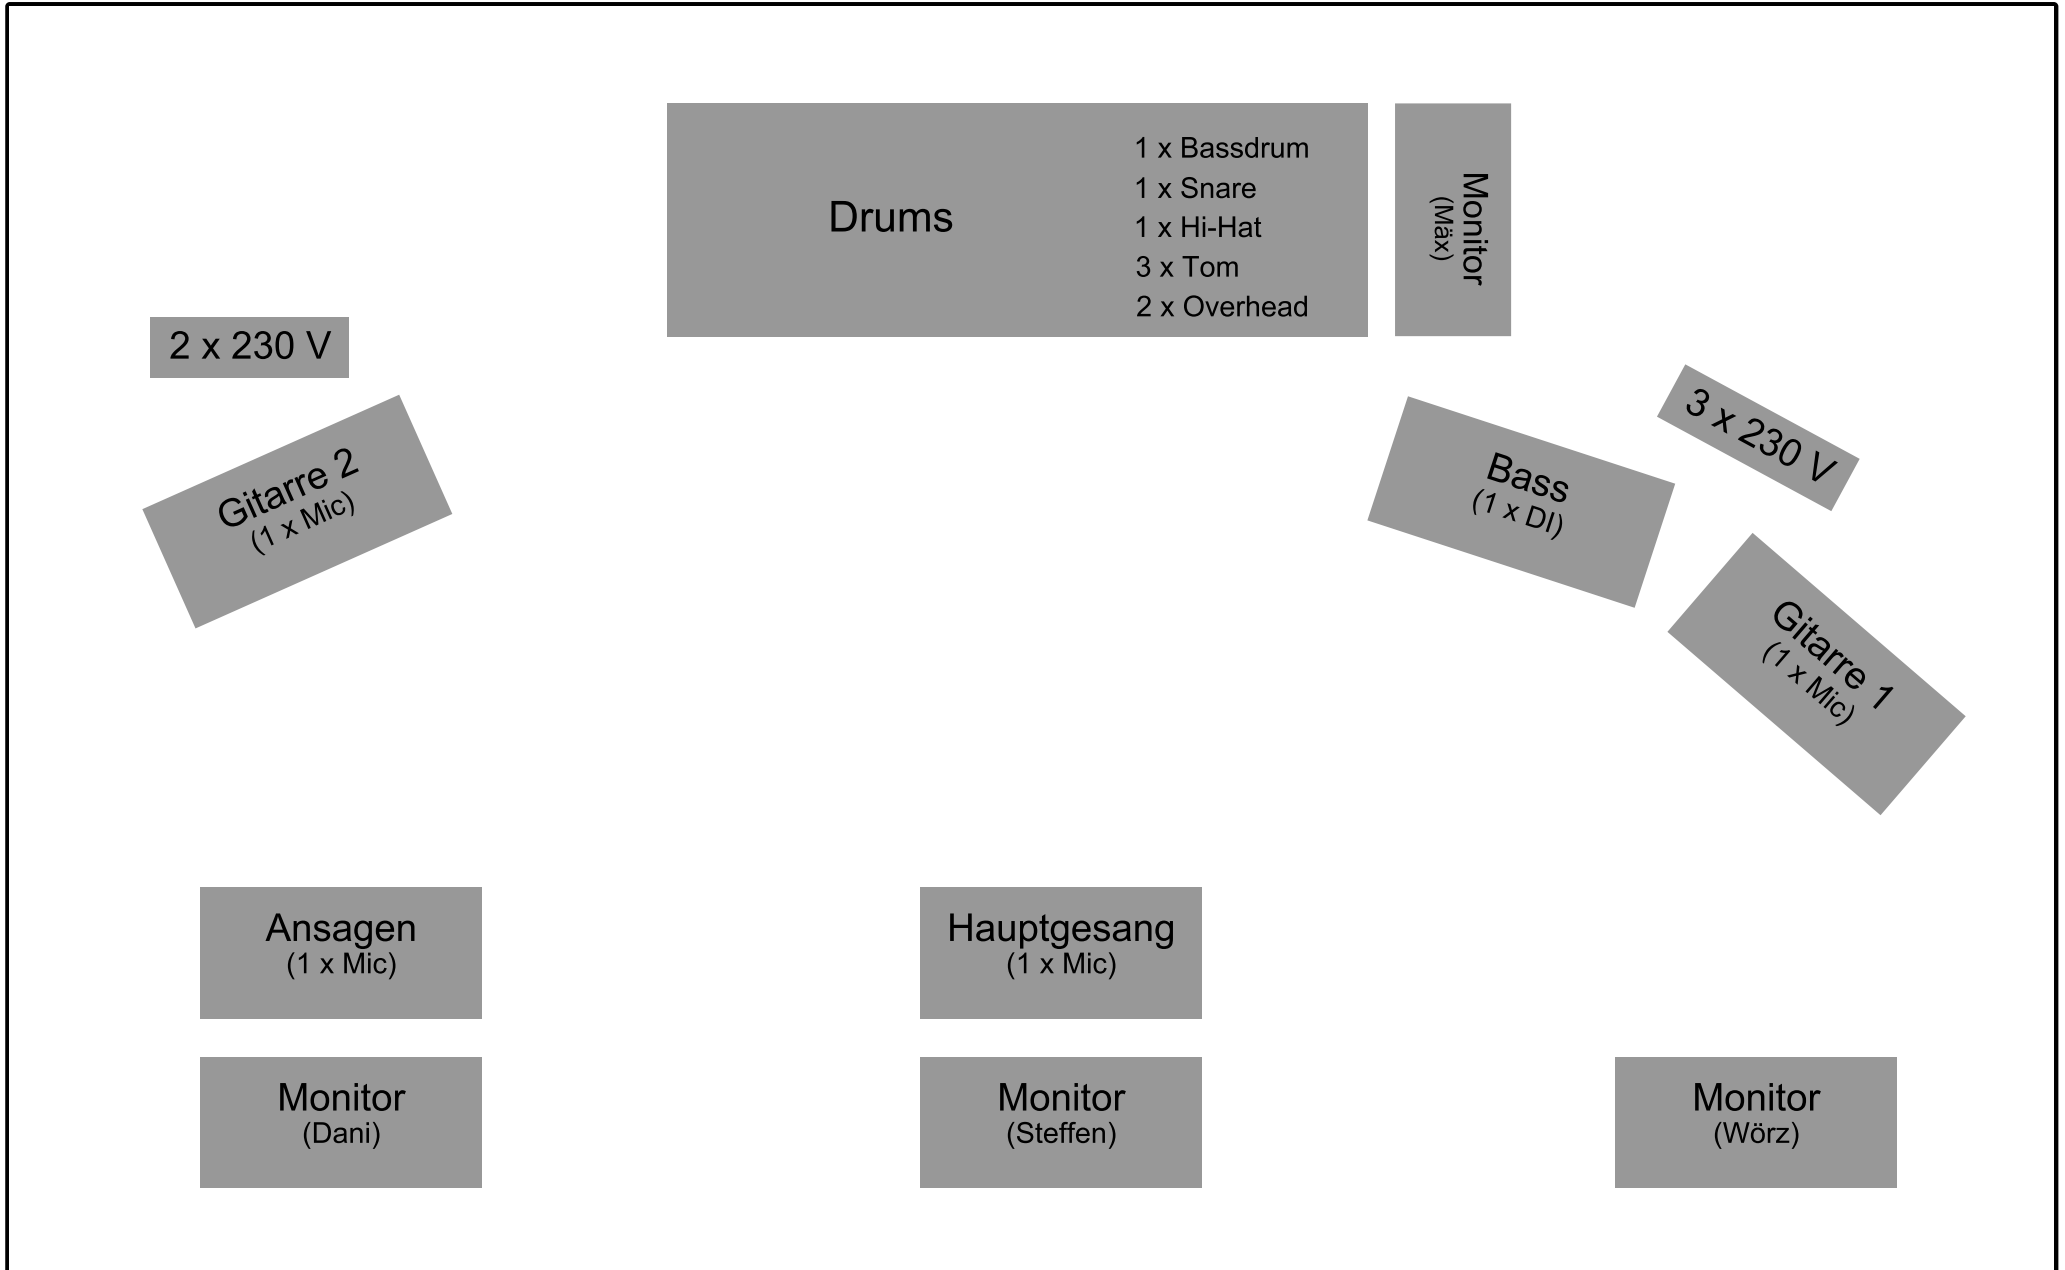 Drums
1 x Bassdrum
1 x Snare
1 x Hi-Hat
3 x Tom
2 x Overhead
Monitor
(Mäx)
2 x 230 V
3 x 230 V
Gitarre 2
(1 x Mic)
Bass
(1 x DI)
Gitarre 1
(1 x Mic)
Ansagen
(1 x Mic)
Hauptgesang
(1 x Mic)
Monitor
(Dani)
Monitor
(Steffen)
Monitor
(Wörz)